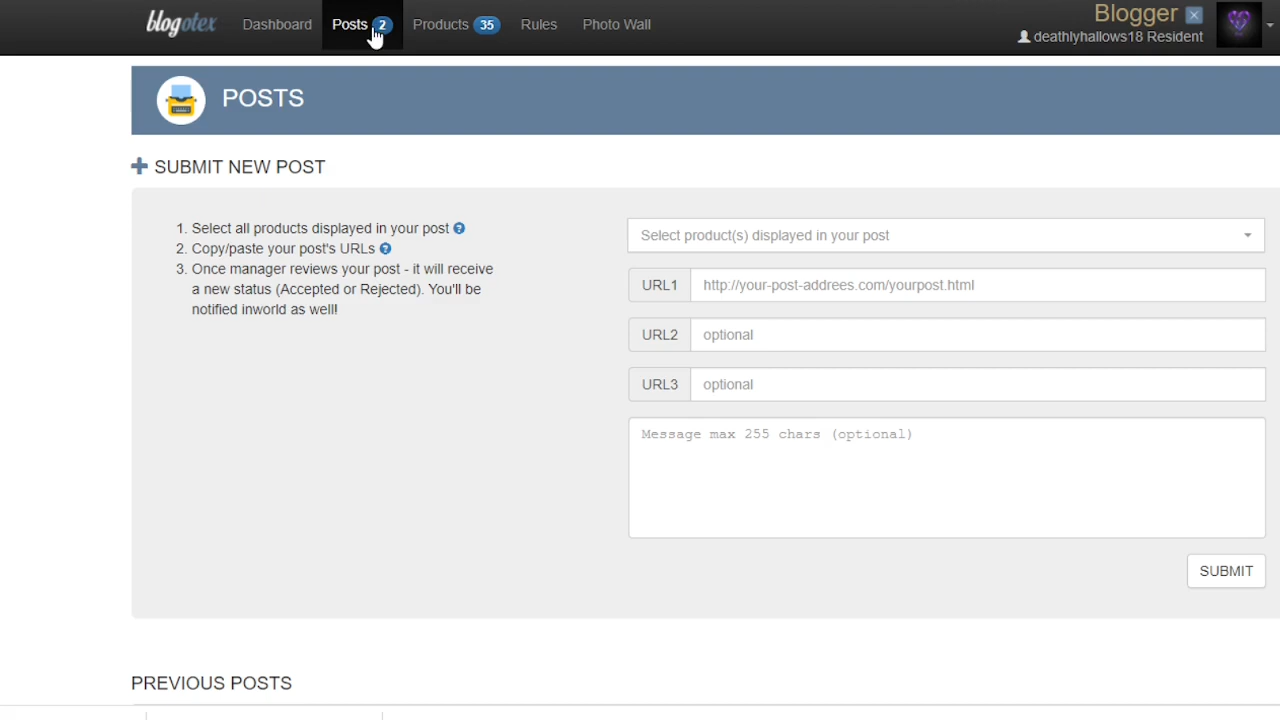 blogotex Dashboard Posts 2 Products 35 Rules Photo Wall
Blogger
deathlyhallows18 Resident
POSTS
SUBMIT NEW POST
1. Select all products displayed in your post
2. Copy/paste your post's URLs
3. Once manager reviews your post - it will receive
a new status (Accepted or Rejected). You'll be
notified inworld as well!
Select product(s) displayed in your post
URL1 http://your-post-addrees.com/yourpost.html
URL2 optional
URL3 optional
Message max 255 chars (optional)
SUBMIT
PREVIOUS POSTS